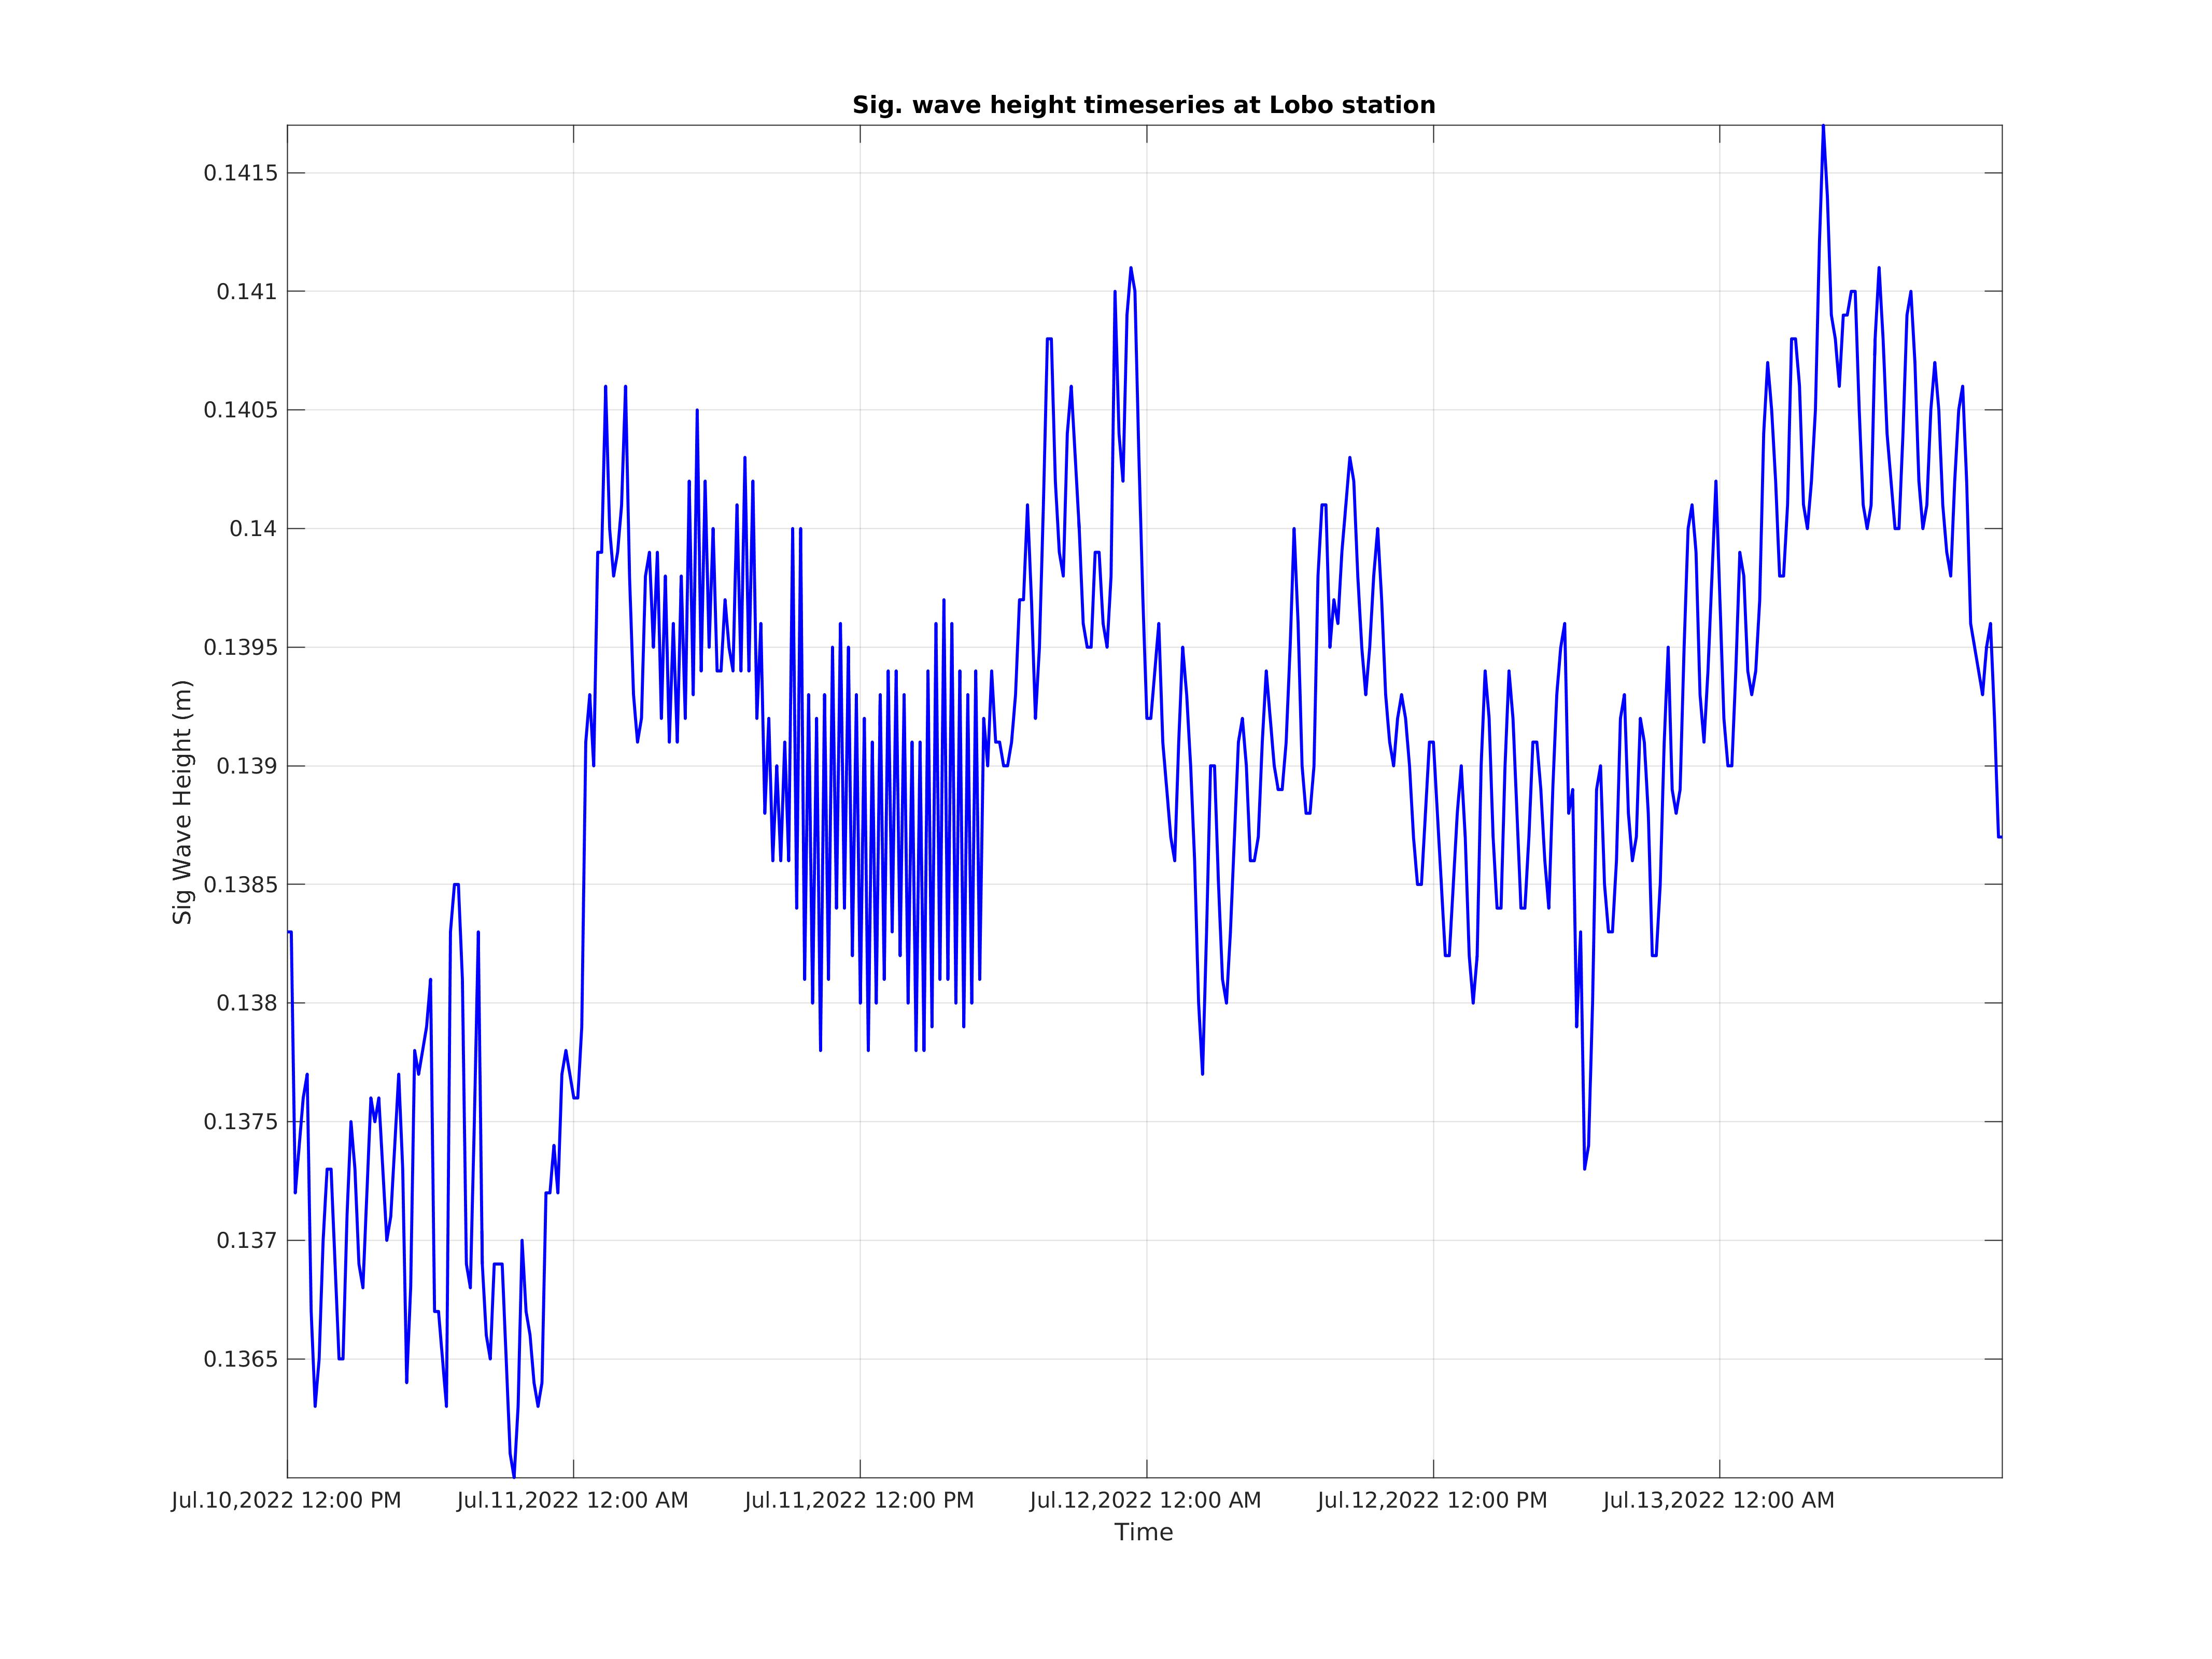 Sig. wave height timeseries at Lobo station
0.1415
0.141
0.1405
0.14
0.1395
0.139
0.1385
0.138
0.1375
0.137
0.1365
Sig Wave Height (m)
Jul.10,2022 12:00 PM Jul.11,2022 12:00 AM Jul.11,2022 12:00 PM Jul.12,2022 12:00 AM Jul.12,2022 12:00 PM Jul.13,2022 12:00 AM
Time